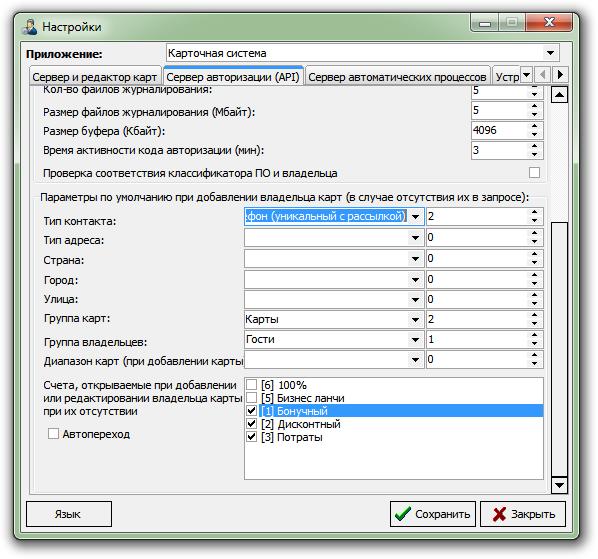 Настройки
Приложение: Карточная система
Сервер и редактор карт Сервер авторизации (API) Сервер автоматических процессов Устр
Кол-во файлов журналирования: 5
Размер файлов журналирования (Мбайт): 5
Размер буфера (Кбайт): 4096
Время активности кода авторизации (мин): 3
Проверка соответствия классификатора ПО и владельца
Параметры по умолчанию при добавлении владельца карт (в случае отсутствия их в запросе):
Тип контакта: ефон (уникальный с рассылкой) 2
Тип адреса: 0
Страна: 0
Город: 0
Улица: 0
Группа карт: Карты 2
Группа владельцев: Гости 1
Диапазон карт (при добавлении карты 0
Счета, открываемые при добавлении
или редактировании владельца карты
при их отсутствии
Автопереход
[6] 100%
[5] Бизнес ланчи
[1] Бонучный
[2] Дисконтный
[3] Потраты
Язык Сохранить Закрыть